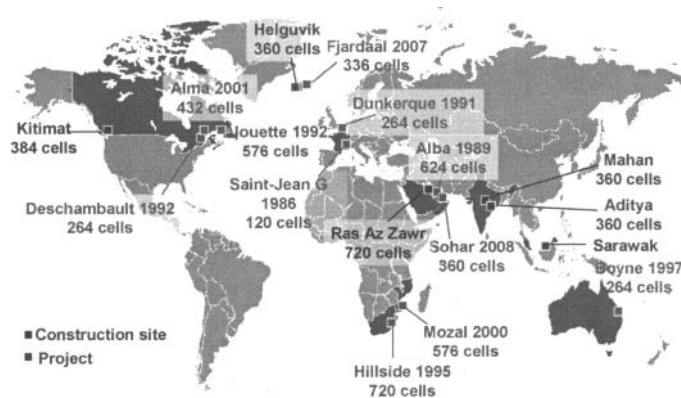 Helguvik
360 cells
Fjardaal 2007
336 cells
Alma 2001
432 cells
Dunkerque 1991
264 cells
Kitimat
384 cells
Jouette 1992
576 cells
Alba 1989
624 cells
Mahan
360 cells
Deschambault 1992
264 cells
Saint-Jean G
1986
120 cells
Aditya
360 cells
Ras Az Zawr
720 cells
Sohar 2008
360 cells
Sarawak
Boyne 1997
264 cells
Construction site
Project
Mozal 2000
576 cells
Hillside 1995
720 cells